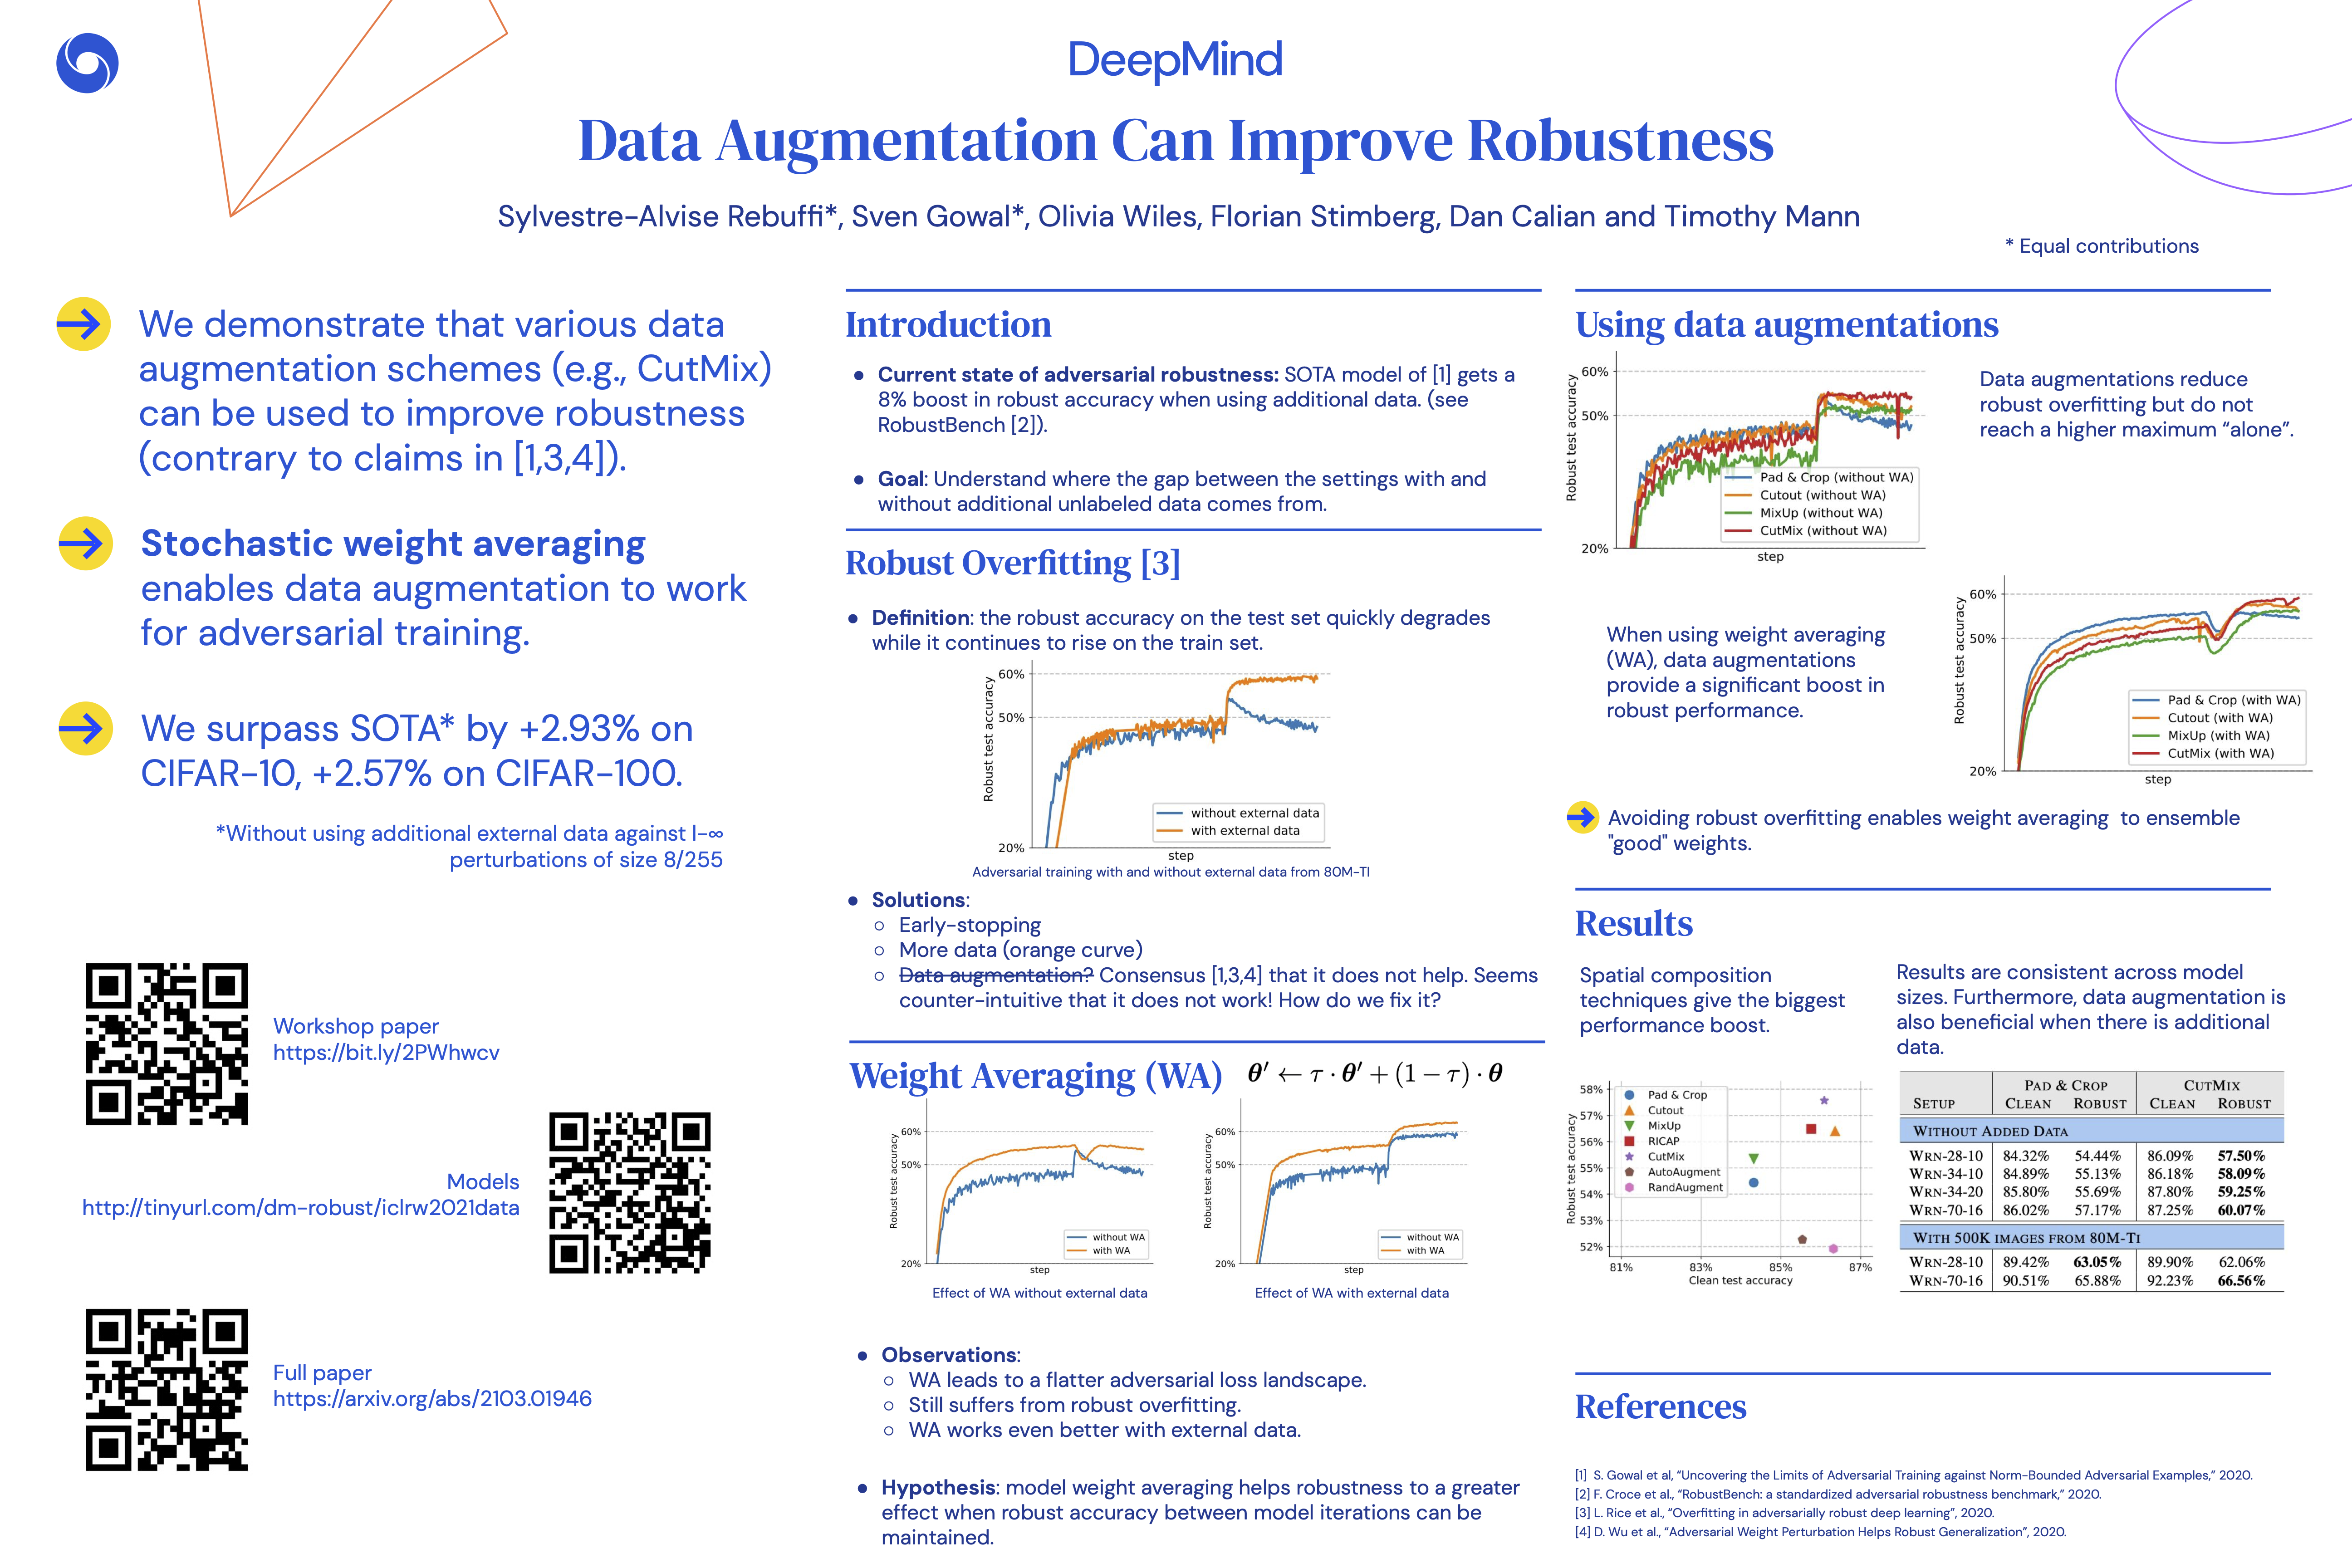 DeepMind
Data Augmentation Can Improve Robustness
Sylvestre-Alvise Rebuffi*, Sven Gowal*, Olivia Wiles, Florian Stimberg, Dan Calian and Timothy Mann
* Equal contributions
We demonstrate that various data
augmentation schemes (e.g., CutMix)
can be used to improve robustness
(contrary to claims in [1,3,4]).
Stochastic weight averaging
enables data augmentation to work
for adversarial training.
We surpass SOTA* by +2.93% on
CIFAR-10, +2.57% on CIFAR-100.
*Without using additional external data against l-∞
perturbations of size 8/255
Workshop paper
https://bit.ly/2PWhwcv
Models
http://tinyurl.com/dm-robust/iclrw2021data
Full paper
https://arxiv.org/abs/2103.01946
Introduction
● Current state of adversarial robustness: SOTA model of [1] gets a
8% boost in robust accuracy when using additional data. (see
RobustBench [2]).
● Goal: Understand where the gap between the settings with and
without additional unlabeled data comes from.
Robust Overfitting [3]
● Definition: the robust accuracy on the test set quickly degrades
while it continues to rise on the train set.
Robust test accuracy
60%
50%
20%
without external data
with external data
step
Adversarial training with and without external data from 80M-TI
● Solutions:
○ Early-stopping
○ More data (orange curve)
○ Data augmentation? Consensus [1,3,4] that it does not help. Seems
counter-intuitive that it does not work! How do we fix it?
Weight Averaging (WA) θ′ ← τ · θ′ + (1 − τ) · θ
Robust test accuracy
60%
50%
20%
without WA
with WA
step
Effect of WA without external data
Robust test accuracy
60%
50%
20%
without WA
with WA
step
Effect of WA with external data
● Observations:
○ WA leads to a flatter adversarial loss landscape.
○ Still suffers from robust overfitting.
○ WA works even better with external data.
● Hypothesis: model weight averaging helps robustness to a greater
effect when robust accuracy between model iterations can be
maintained.
Using data augmentations
Robust test accuracy
60%
50%
20%
Pad & Crop (without WA)
Cutout (without WA)
MixUp (without WA)
CutMix (without WA)
step
Data augmentations reduce
robust overfitting but do not
reach a higher maximum “alone”.
When using weight averaging
(WA), data augmentations
provide a significant boost in
robust performance.
Robust test accuracy
60%
50%
20%
Pad & Crop (with WA)
Cutout (with WA)
MixUp (with WA)
CutMix (with WA)
step
Avoiding robust overfitting enables weight averaging to ensemble
"good" weights.
Results
Spatial composition
techniques give the biggest
performance boost.
Robust test accuracy
58%
57%
56%
55%
54%
53%
52%
Pad & Crop
Cutout
MixUp
RICAP
CutMix
AutoAugment
RandAugment
81% 83% 85% 87%
Clean test accuracy
Results are consistent across model
sizes. Furthermore, data augmentation is
also beneficial when there is additional
data.
PAD & CROP CUTMIX
SETUP CLEAN ROBUST CLEAN ROBUST
WITHOUT ADDED DATA
WRN-28-10 84.32% 54.44% 86.09% 57.50%
WRN-34-10 84.89% 55.13% 86.18% 58.09%
WRN-34-20 85.80% 55.69% 87.80% 59.25%
WRN-70-16 86.02% 57.17% 87.25% 60.07%
WITH 500K IMAGES FROM 80M-TI
WRN-28-10 89.42% 63.05% 89.90% 62.06%
WRN-70-16 90.51% 65.88% 92.23% 66.56%
References
[1] S. Gowal et al, “Uncovering the Limits of Adversarial Training against Norm-Bounded Adversarial Examples,” 2020.
[2] F. Croce et al., “RobustBench: a standardized adversarial robustness benchmark,” 2020.
[3] L. Rice et al., “Overfitting in adversarially robust deep learning”, 2020.
[4] D. Wu et al., “Adversarial Weight Perturbation Helps Robust Generalization”, 2020.